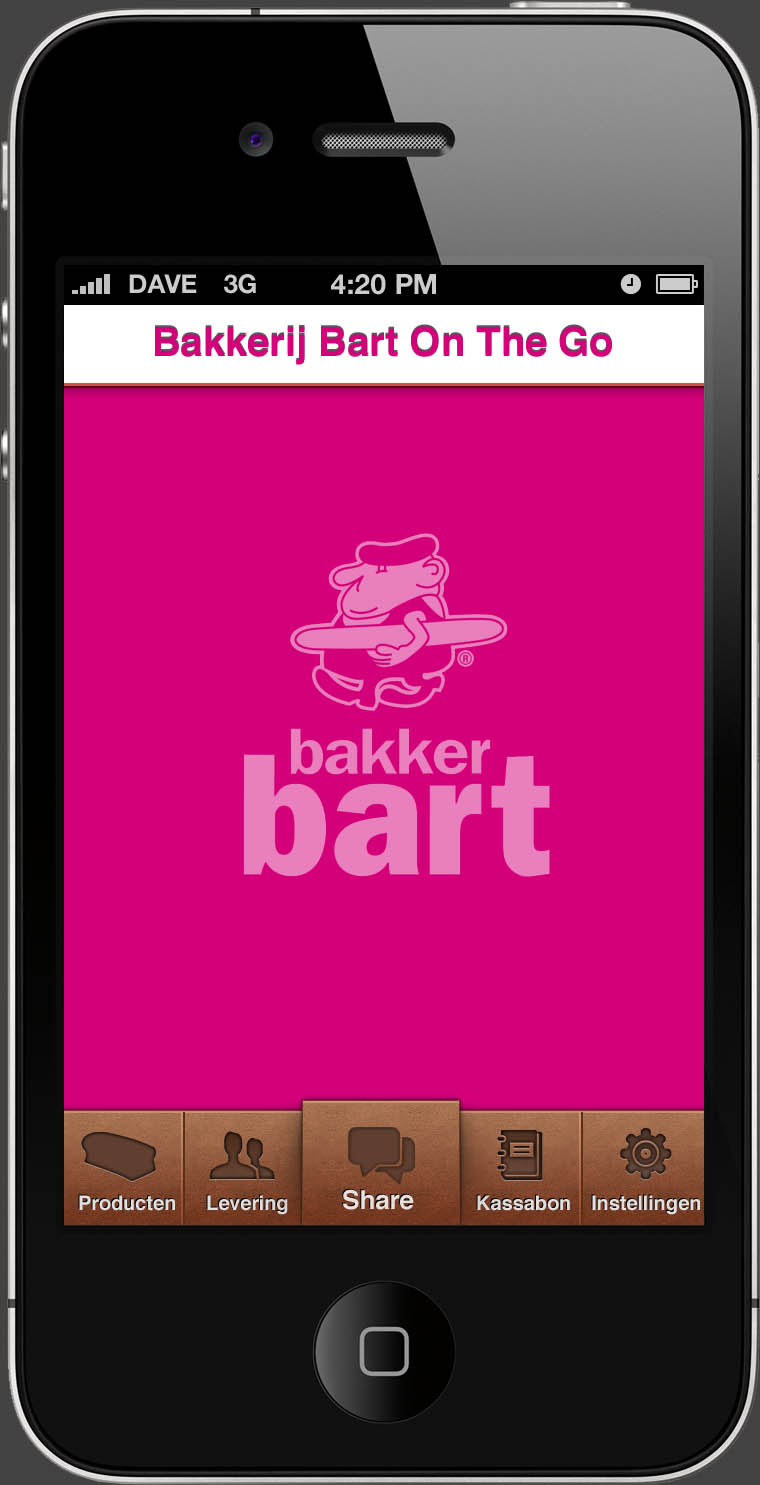 DAVE 3G 4:20 PM
Bakkerij Bart On The Go
®
bakker
bart
Producten Levering Share Kassabon Instellingen